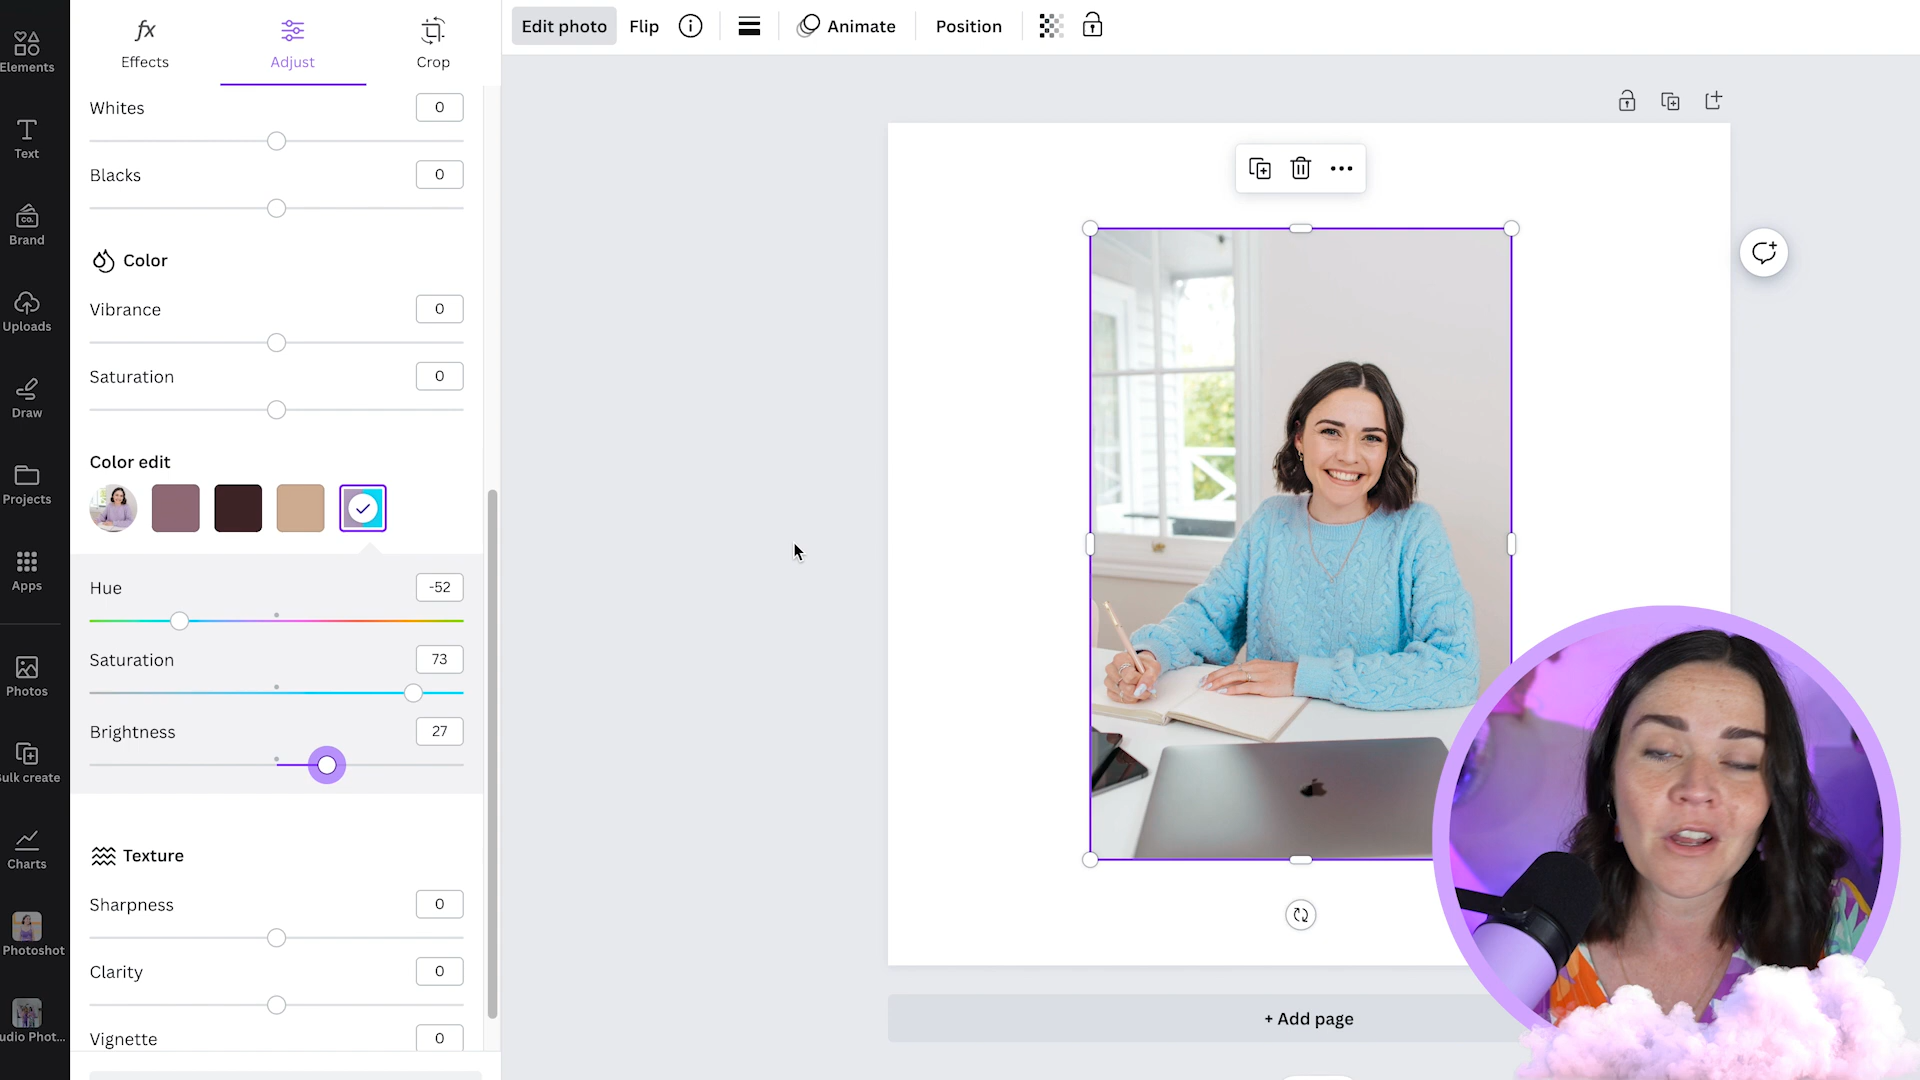 Elements
Text
Brand
CO.
Uploads
Draw
Projects
Apps
Photos
ulk create
Charts
Photoshot
udio Phot...
fx
Effects
Adjust
Crop
Whites
0
Blacks
0
Color
Vibrance
0
Saturation
0
Color edit
Hue
-52
Saturation
73
Brightness
27
Texture
Sharpness
0
Clarity
0
Vignette
0
Edit photo
Flip
Animate
Position
+ Add page